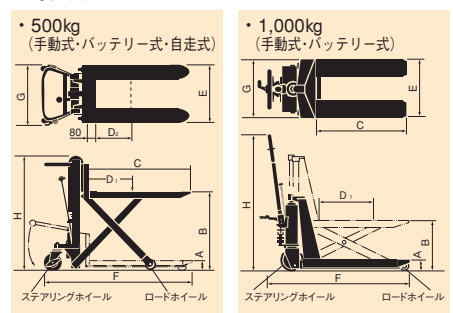 ・500kg
（手動式・バッテリー式・自走式）
G
E
80
D₂
C
D₁
H
B
A
F
ステアリングホイール
ロードホイール
・1,000kg
（手動式・バッテリー式）
G
E
C
H
D₁
B
A
F
ステアリングホイール
ロードホイール